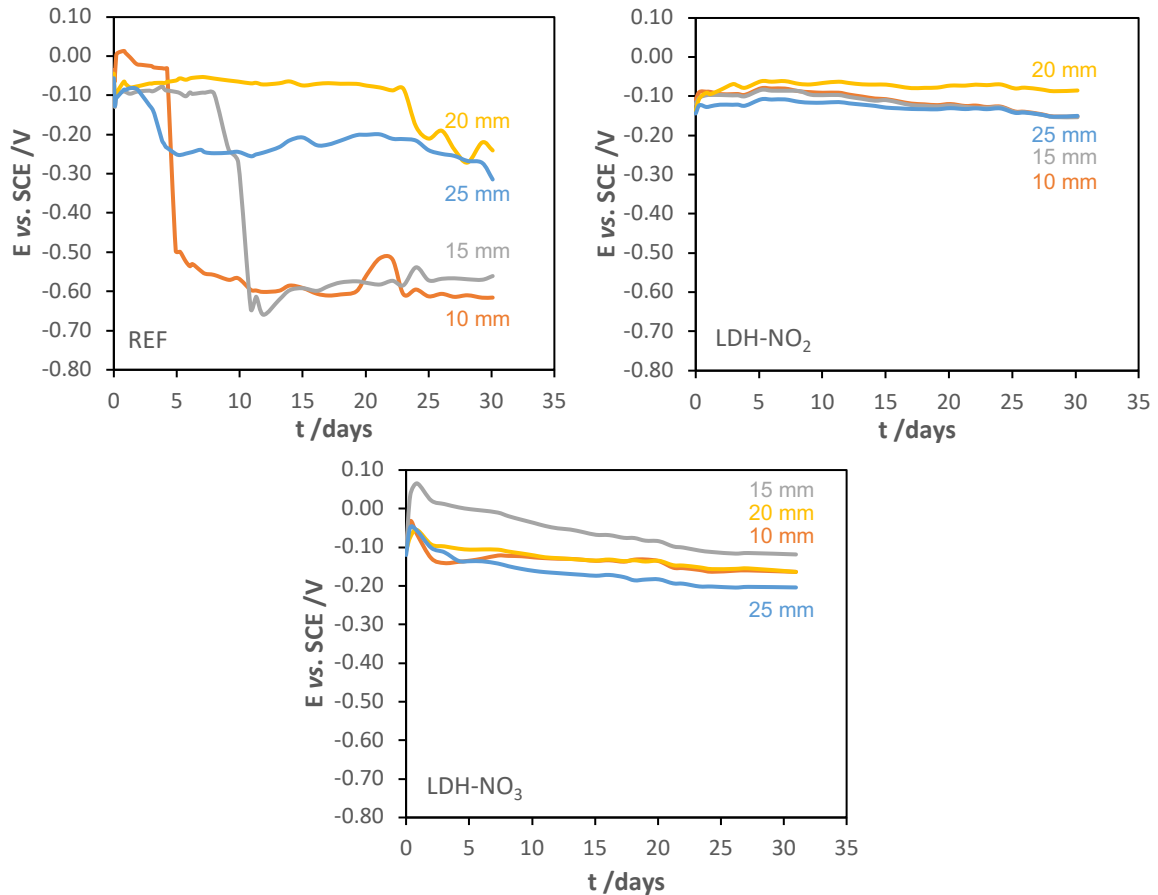 0.10
0.00
-0.10
-0.20
-0.30
-0.40
-0.50
-0.60
-0.70
-0.80
E vs. SCE /V
20 mm
25 mm
15 mm
10 mm
REF
0 5 10 15 20 25 30 35
t /days
0.10
0.00
-0.10
-0.20
-0.30
-0.40
-0.50
-0.60
-0.70
-0.80
E vs. SCE /V
20 mm
25 mm
15 mm
10 mm
LDH-NO₂
0 5 10 15 20 25 30 35
t /days
0.10
0.00
-0.10
-0.20
-0.30
-0.40
-0.50
-0.60
-0.70
-0.80
E vs. SCE /V
15 mm
20 mm
10 mm
25 mm
LDH-NO₃
0 5 10 15 20 25 30 35
t /days